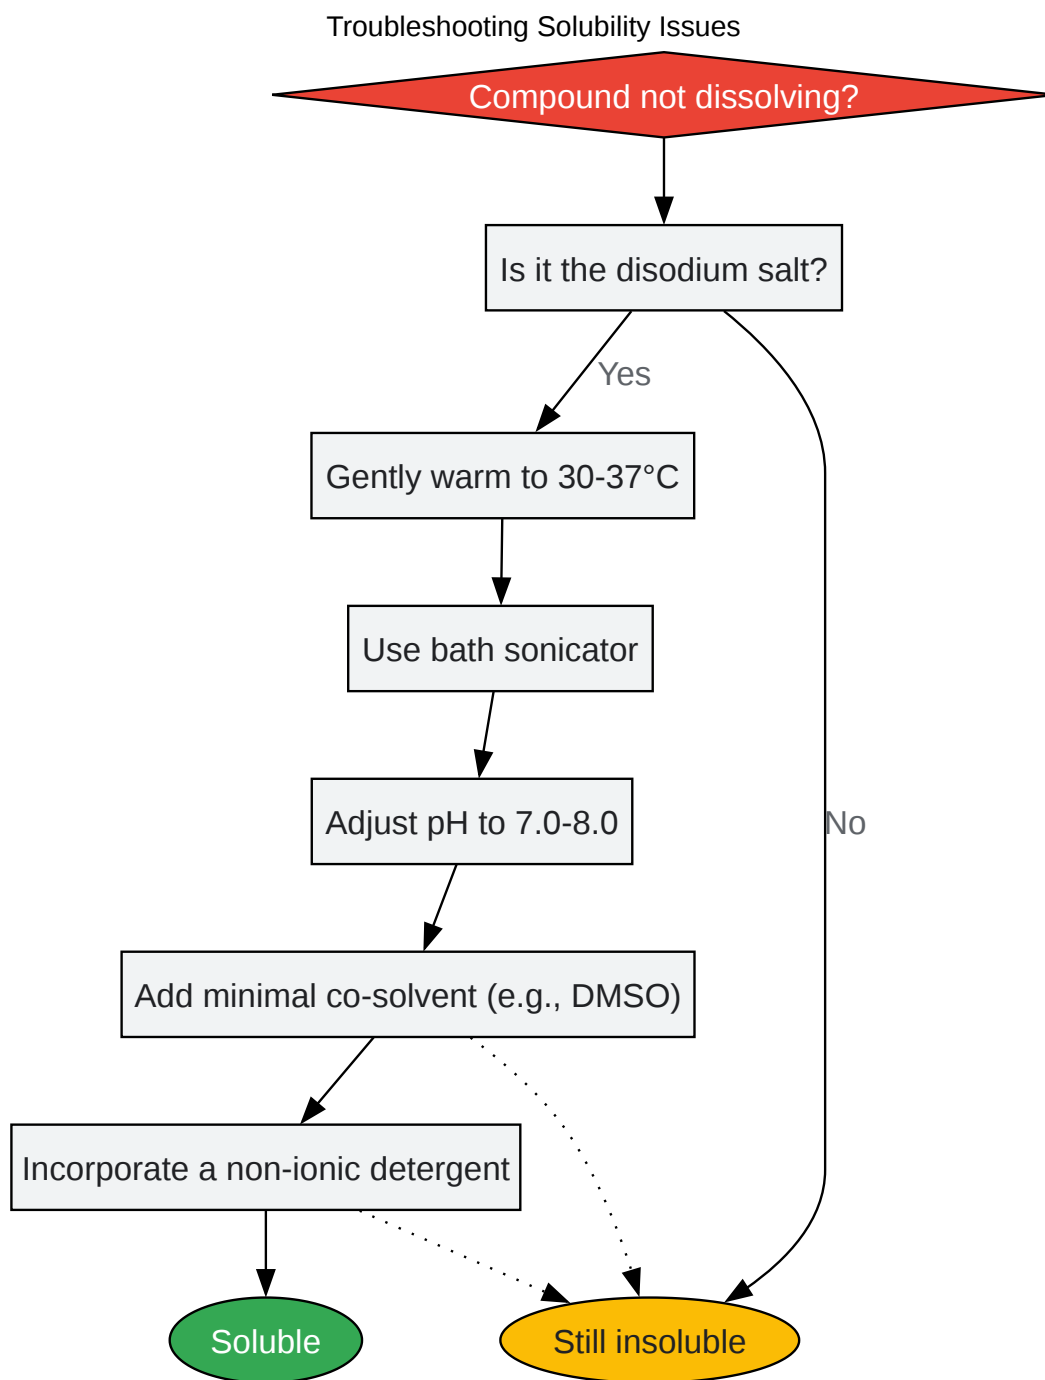 Troubleshooting Solubility Issues
Compound not dissolving?
Is it the disodium salt?
Yes
Gently warm to 30-37°C
Use bath sonicator
Adjust pH to 7.0-8.0
No
Add minimal co-solvent (e.g., DMSO)
Incorporate a non-ionic detergent
Soluble
Still insoluble